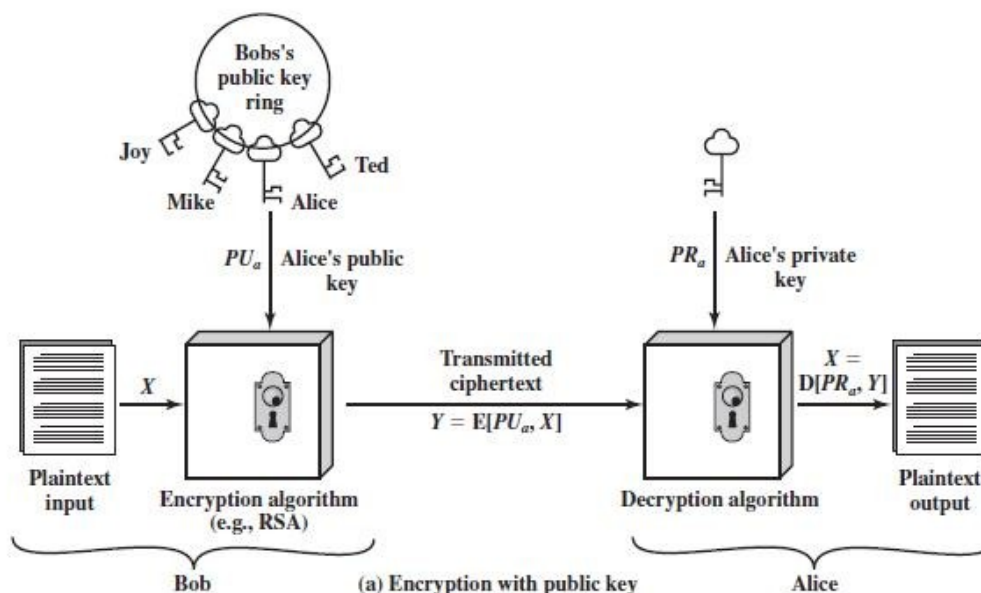 Bobs's
public key
ring
Joy
Ted
Mike
Alice
PUa
Alice's public
key
PRa
Alice's private
key
X
Transmitted
ciphertext
Y = E[PUa, X]
X =
D[PRa, Y]
Plaintext
input
Encryption algorithm
(e.g., RSA)
Decryption algorithm
Plaintext
output
Bob
(a) Encryption with public key
Alice